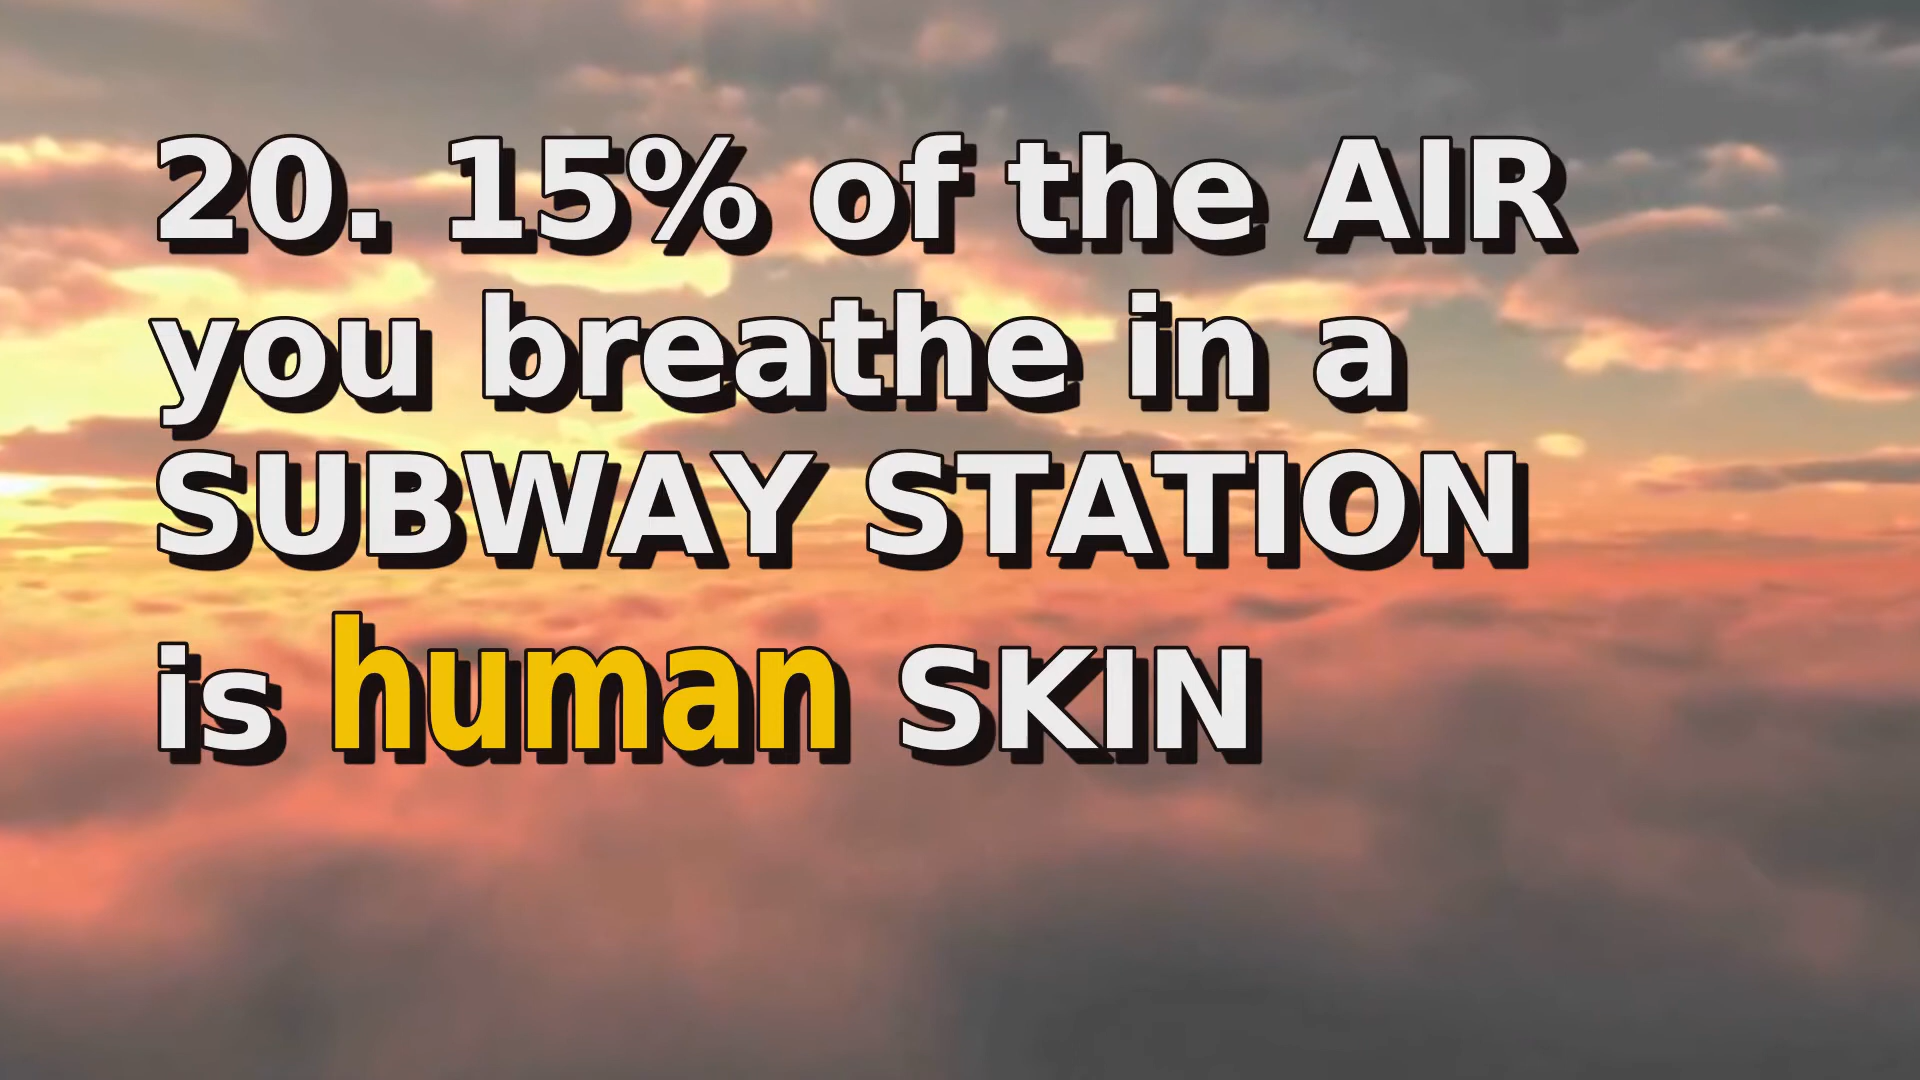 20. 15% of the AIR
you breathe in a
SUBWAY STATION
is human SKIN